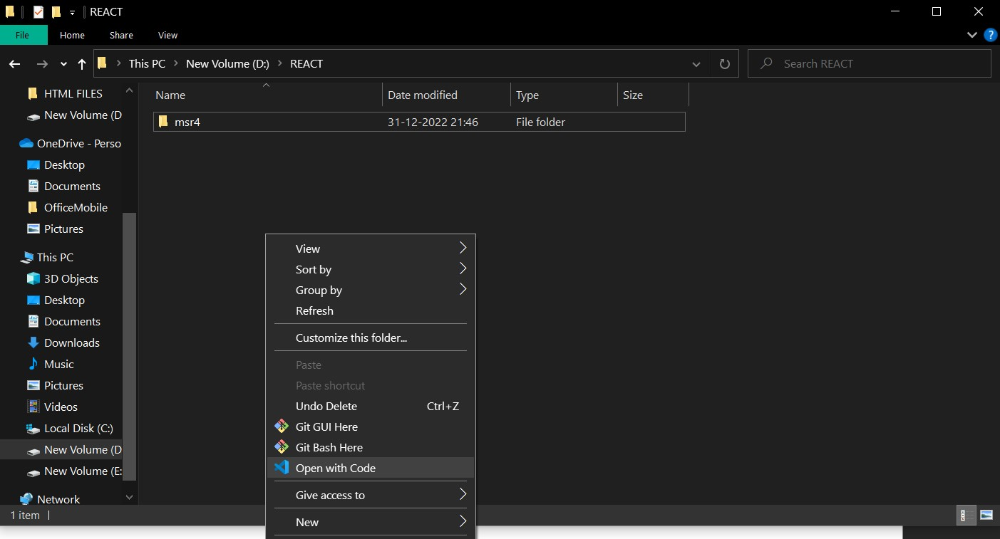 REACT
File Home Share View
This PC New Volume (D:) REACT
Search REACT
HTML FILES
New Volume (D
OneDrive - Perso
Desktop
Documents
OfficeMobile
Pictures
This PC
3D Objects
Desktop
Documents
Downloads
Music
Pictures
Videos
Local Disk (C:)
New Volume (D
New Volume (E:
Network
Name Date modified Type Size
msr4 31-12-2022 21:46 File folder
View
Sort by
Group by
Refresh
Customize this folder...
Paste
Paste shortcut
Undo Delete Ctrl+Z
Git GUI Here
Git Bash Here
Open with Code
Give access to
New
1 item